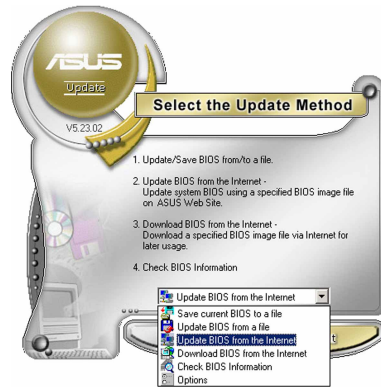 ASUS
Update
V5.23.02
Select the Update Method
1. Update/Save BIOS from/to a file.
2. Update BIOS from the Internet -
Update system BIOS using a specified BIOS image file
on ASUS Web Site.
3. Download BIOS from the Internet -
Download a specified BIOS image file via Internet for
later usage.
4. Check BIOS Information
Update BIOS from the Internet
Save current BIOS to a file
Update BIOS from a file
Update BIOS from the Internet
Download BIOS from the Internet
Check BIOS Information
Options